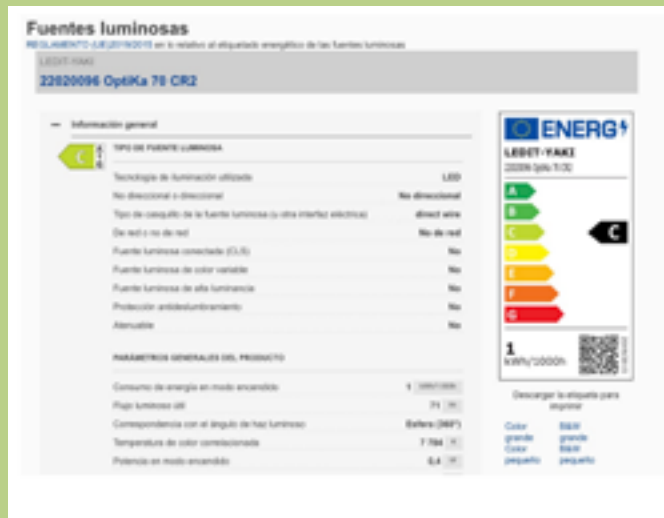 Fuentes luminosas
REGLAMENTO (UE)2019/2015 en lo relativo al etiquetado energético de las fuentes luminosas
LEDIT-YAKI
22020096 OptiKa 70 CR2
Información general
C
TIPO DE FUENTE LUMINOSA
Tecnología de iluminación utilizada LED
No direccional o direccional No direccional
Tipo de casquillo de la fuente luminosa (u otra interfaz eléctrica) direct wire
De red o no de red No de red
Fuente luminosa conectada (CLS) No
Fuente luminosa de color variable No
Fuente luminosa de alta luminancia No
Protección antideslumbramiento No
Atenuable No
PARÁMETROS GENERALES DEL PRODUCTO
Consumo de energía en modo encendido 1
Flujo luminoso útil 71
Correspondencia con el ángulo de haz luminoso Esfera (360°)
Temperatura de color correlacionada 7 784 K
Potencia en modo encendido 0,4 W
ENERG
LEDIT-YAKI
A
B
C
D
E
F
G
C
1
kWh/1000h
Descargar la etiqueta para
imprimir
Color grande B&W grande
Color pequeño B&W pequeño